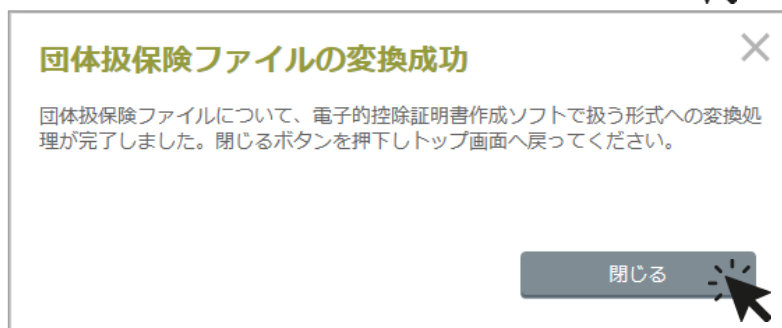 団体扱保険ファイルの変換成功
団体扱保険ファイルについて、電子的控除証明書作成ソフトで扱う形式への変換処
理が完了しました。閉じるボタンを押下しトップ画面へ戻ってください。
閉じる